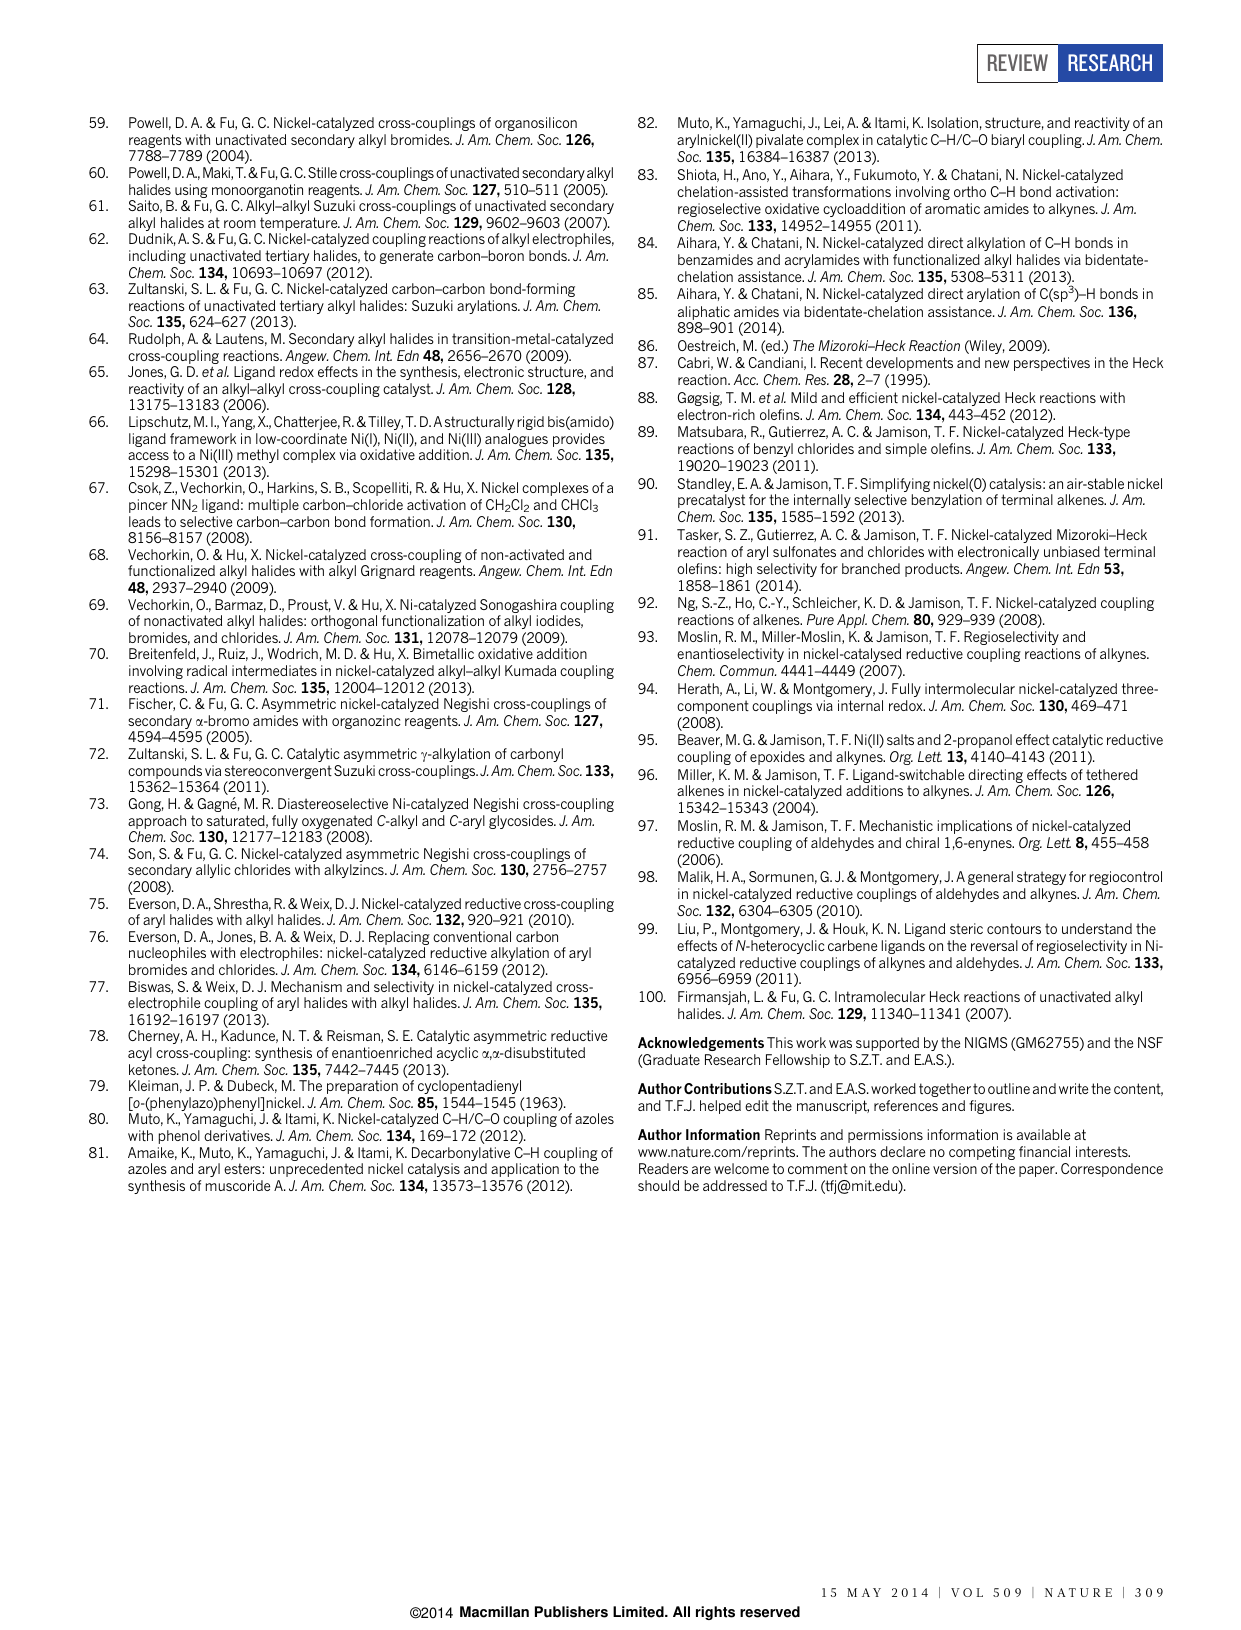 REVIEW RESEARCH
59. Powell, D. A. & Fu, G. C. Nickel-catalyzed cross-couplings of organosilicon
reagents with unactivated secondary alkyl bromides. J. Am. Chem. Soc. 126,
7788–7789 (2004).
60. Powell, D. A., Maki, T. & Fu, G. C. Stille cross-couplings of unactivated secondary alkyl
halides using monoorganotin reagents. J. Am. Chem. Soc. 127, 510–511 (2005).
61. Saito, B. & Fu, G. C. Alkyl–alkyl Suzuki cross-couplings of unactivated secondary
alkyl halides at room temperature. J. Am. Chem. Soc. 129, 9602–9603 (2007).
62. Dudnik, A. S. & Fu, G. C. Nickel-catalyzed coupling reactions of alkyl electrophiles,
including unactivated tertiary halides, to generate carbon–boron bonds. J. Am.
Chem. Soc. 134, 10693–10697 (2012).
63. Zultanski, S. L. & Fu, G. C. Nickel-catalyzed carbon–carbon bond-forming
reactions of unactivated tertiary alkyl halides: Suzuki arylations. J. Am. Chem.
Soc. 135, 624–627 (2013).
64. Rudolph, A. & Lautens, M. Secondary alkyl halides in transition-metal-catalyzed
cross-coupling reactions. Angew. Chem. Int. Edn 48, 2656–2670 (2009).
65. Jones, G. D. et al. Ligand redox effects in the synthesis, electronic structure, and
reactivity of an alkyl–alkyl cross-coupling catalyst. J. Am. Chem. Soc. 128,
13175–13183 (2006).
66. Lipschutz, M. I., Yang, X., Chatterjee, R. & Tilley, T. D. A structurally rigid bis(amido)
ligand framework in low-coordinate Ni(I), Ni(II), and Ni(III) analogues provides
access to a Ni(III) methyl complex via oxidative addition. J. Am. Chem. Soc. 135,
15298–15301 (2013).
67. Csok, Z., Vechorkin, O., Harkins, S. B., Scopelliti, R. & Hu, X. Nickel complexes of a
pincer NN₂ ligand: multiple carbon–chloride activation of CH₂Cl₂ and CHCl₃
leads to selective carbon–carbon bond formation. J. Am. Chem. Soc. 130,
8156–8157 (2008).
68. Vechorkin, O. & Hu, X. Nickel-catalyzed cross-coupling of non-activated and
functionalized alkyl halides with alkyl Grignard reagents. Angew. Chem. Int. Edn
48, 2937–2940 (2009).
69. Vechorkin, O., Barmaz, D., Proust, V. & Hu, X. Ni-catalyzed Sonogashira coupling
of nonactivated alkyl halides: orthogonal functionalization of alkyl iodides,
bromides, and chlorides. J. Am. Chem. Soc. 131, 12078–12079 (2009).
70. Breitenfeld, J., Ruiz, J., Wodrich, M. D. & Hu, X. Bimetallic oxidative addition
involving radical intermediates in nickel-catalyzed alkyl–alkyl Kumada coupling
reactions. J. Am. Chem. Soc. 135, 12004–12012 (2013).
71. Fischer, C. & Fu, G. C. Asymmetric nickel-catalyzed Negishi cross-couplings of
secondary α-bromo amides with organozinc reagents. J. Am. Chem. Soc. 127,
4594–4595 (2005).
72. Zultanski, S. L. & Fu, G. C. Catalytic asymmetric γ-alkylation of carbonyl
compounds via stereoconvergent Suzuki cross-couplings. J. Am. Chem. Soc. 133,
15362–15364 (2011).
73. Gong, H. & Gagné, M. R. Diastereoselective Ni-catalyzed Negishi cross-coupling
approach to saturated, fully oxygenated C-alkyl and C-aryl glycosides. J. Am.
Chem. Soc. 130, 12177–12183 (2008).
74. Son, S. & Fu, G. C. Nickel-catalyzed asymmetric Negishi cross-couplings of
secondary allylic chlorides with alkylzincs. J. Am. Chem. Soc. 130, 2756–2757
(2008).
75. Everson, D. A., Shrestha, R. & Weix, D. J. Nickel-catalyzed reductive cross-coupling
of aryl halides with alkyl halides. J. Am. Chem. Soc. 132, 920–921 (2010).
76. Everson, D. A., Jones, B. A. & Weix, D. J. Replacing conventional carbon
nucleophiles with electrophiles: nickel-catalyzed reductive alkylation of aryl
bromides and chlorides. J. Am. Chem. Soc. 134, 6146–6159 (2012).
77. Biswas, S. & Weix, D. J. Mechanism and selectivity in nickel-catalyzed cross-
electrophile coupling of aryl halides with alkyl halides. J. Am. Chem. Soc. 135,
16192–16197 (2013).
78. Cherney, A. H., Kadunce, N. T. & Reisman, S. E. Catalytic asymmetric reductive
acyl cross-coupling: synthesis of enantioenriched acyclic α,α-disubstituted
ketones. J. Am. Chem. Soc. 135, 7442–7445 (2013).
79. Kleiman, J. P. & Dubeck, M. The preparation of cyclopentadienyl
[o-(phenylazo)phenyl]nickel. J. Am. Chem. Soc. 85, 1544–1545 (1963).
80. Muto, K., Yamaguchi, J. & Itami, K. Nickel-catalyzed C–H/C–O coupling of azoles
with phenol derivatives. J. Am. Chem. Soc. 134, 169–172 (2012).
81. Amaike, K., Muto, K., Yamaguchi, J. & Itami, K. Decarbonylative C–H coupling of
azoles and aryl esters: unprecedented nickel catalysis and application to the
synthesis of muscoride A. J. Am. Chem. Soc. 134, 13573–13576 (2012).
82. Muto, K., Yamaguchi, J., Lei, A. & Itami, K. Isolation, structure, and reactivity of an
arylnickel(II) pivalate complex in catalytic C–H/C–O biaryl coupling. J. Am. Chem.
Soc. 135, 16384–16387 (2013).
83. Shiota, H., Ano, Y., Aihara, Y., Fukumoto, Y. & Chatani, N. Nickel-catalyzed
chelation-assisted transformations involving ortho C–H bond activation:
regioselective oxidative cycloaddition of aromatic amides to alkynes. J. Am.
Chem. Soc. 133, 14952–14955 (2011).
84. Aihara, Y. & Chatani, N. Nickel-catalyzed direct alkylation of C–H bonds in
benzamides and acrylamides with functionalized alkyl halides via bidentate-
chelation assistance. J. Am. Chem. Soc. 135, 5308–5311 (2013).
85. Aihara, Y. & Chatani, N. Nickel-catalyzed direct arylation of C(sp³)–H bonds in
aliphatic amides via bidentate-chelation assistance. J. Am. Chem. Soc. 136,
898–901 (2014).
86. Oestreich, M. (ed.) The Mizoroki–Heck Reaction (Wiley, 2009).
87. Cabri, W. & Candiani, I. Recent developments and new perspectives in the Heck
reaction. Acc. Chem. Res. 28, 2–7 (1995).
88. Gøgsig, T. M. et al. Mild and efficient nickel-catalyzed Heck reactions with
electron-rich olefins. J. Am. Chem. Soc. 134, 443–452 (2012).
89. Matsubara, R., Gutierrez, A. C. & Jamison, T. F. Nickel-catalyzed Heck-type
reactions of benzyl chlorides and simple olefins. J. Am. Chem. Soc. 133,
19020–19023 (2011).
90. Standley, E. A. & Jamison, T. F. Simplifying nickel(0) catalysis: an air-stable nickel
precatalyst for the internally selective benzylation of terminal alkenes. J. Am.
Chem. Soc. 135, 1585–1592 (2013).
91. Tasker, S. Z., Gutierrez, A. C. & Jamison, T. F. Nickel-catalyzed Mizoroki–Heck
reaction of aryl sulfonates and chlorides with electronically unbiased terminal
olefins: high selectivity for branched products. Angew. Chem. Int. Edn 53,
1858–1861 (2014).
92. Ng, S.-Z., Ho, C.-Y., Schleicher, K. D. & Jamison, T. F. Nickel-catalyzed coupling
reactions of alkenes. Pure Appl. Chem. 80, 929–939 (2008).
93. Moslin, R. M., Miller-Moslin, K. & Jamison, T. F. Regioselectivity and
enantioselectivity in nickel-catalysed reductive coupling reactions of alkynes.
Chem. Commun. 4441–4449 (2007).
94. Herath, A., Li, W. & Montgomery, J. Fully intermolecular nickel-catalyzed three-
component couplings via internal redox. J. Am. Chem. Soc. 130, 469–471
(2008).
95. Beaver, M. G. & Jamison, T. F. Ni(II) salts and 2-propanol effect catalytic reductive
coupling of epoxides and alkynes. Org. Lett. 13, 4140–4143 (2011).
96. Miller, K. M. & Jamison, T. F. Ligand-switchable directing effects of tethered
alkenes in nickel-catalyzed additions to alkynes. J. Am. Chem. Soc. 126,
15342–15343 (2004).
97. Moslin, R. M. & Jamison, T. F. Mechanistic implications of nickel-catalyzed
reductive coupling of aldehydes and chiral 1,6-enynes. Org. Lett. 8, 455–458
(2006).
98. Malik, H. A., Sormunen, G. J. & Montgomery, J. A general strategy for regiocontrol
in nickel-catalyzed reductive couplings of aldehydes and alkynes. J. Am. Chem.
Soc. 132, 6304–6305 (2010).
99. Liu, P., Montgomery, J. & Houk, K. N. Ligand steric contours to understand the
effects of N-heterocyclic carbene ligands on the reversal of regioselectivity in Ni-
catalyzed reductive couplings of alkynes and aldehydes. J. Am. Chem. Soc. 133,
6956–6959 (2011).
100. Firmansjah, L. & Fu, G. C. Intramolecular Heck reactions of unactivated alkyl
halides. J. Am. Chem. Soc. 129, 11340–11341 (2007).
Acknowledgements This work was supported by the NIGMS (GM62755) and the NSF
(Graduate Research Fellowship to S.Z.T. and E.A.S.).
Author Contributions S.Z.T. and E.A.S. worked together to outline and write the content,
and T.F.J. helped edit the manuscript, references and figures.
Author Information Reprints and permissions information is available at
www.nature.com/reprints. The authors declare no competing financial interests.
Readers are welcome to comment on the online version of the paper. Correspondence
should be addressed to T.F.J. (tfj@mit.edu).
15 MAY 2014 | VOL 509 | NATURE | 309
©2014 Macmillan Publishers Limited. All rights reserved